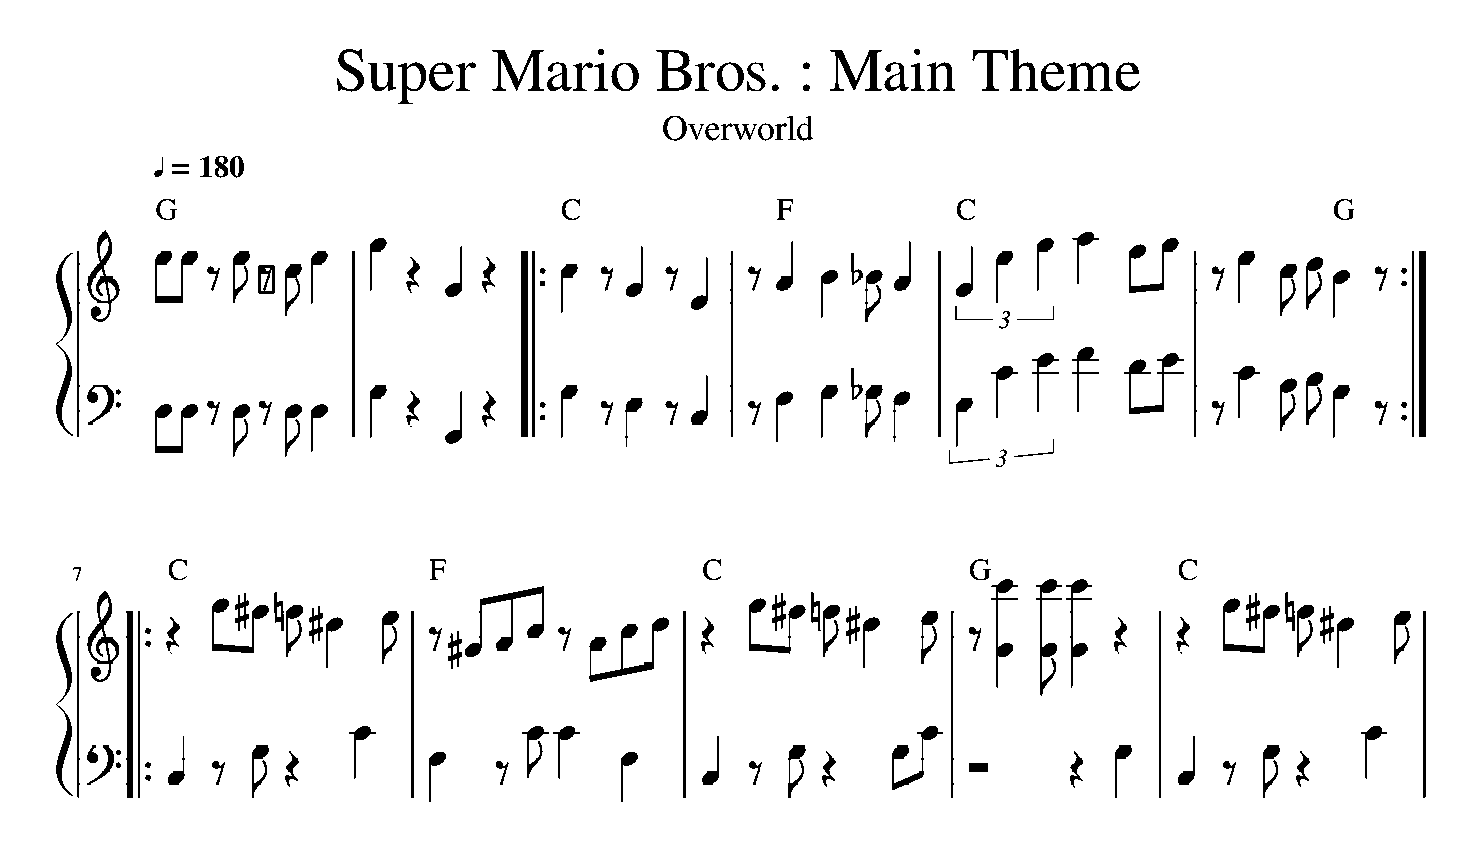 Super Mario Bros. : Main Theme
Overworld
♩ = 180
G C F C G
3
3
7 C F C G C